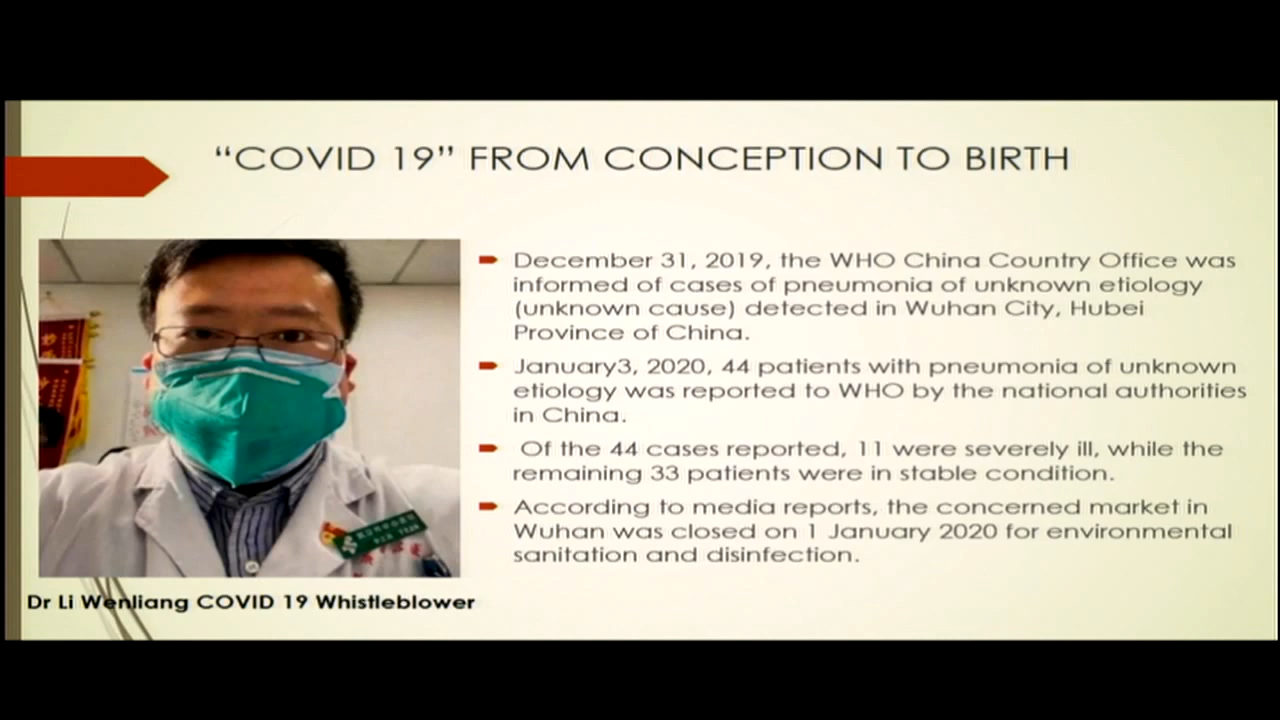 “COVID 19” FROM CONCEPTION TO BIRTH
December 31, 2019, the WHO China Country Office was
informed of cases of pneumonia of unknown etiology
(unknown cause) detected in Wuhan City, Hubei
Province of China.
January3, 2020, 44 patients with pneumonia of unknown
etiology was reported to WHO by the national authorities
in China.
Of the 44 cases reported, 11 were severely ill, while the
remaining 33 patients were in stable condition.
According to media reports, the concerned market in
Wuhan was closed on 1 January 2020 for environmental
sanitation and disinfection.
Dr Li Wenliang COVID 19 Whistleblower